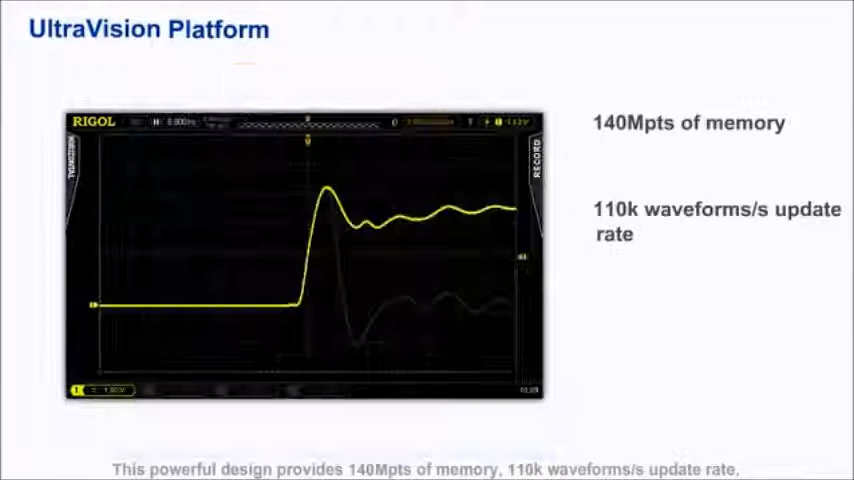 UltraVision Platform
RIGOL
H
140Mpts of memory
RECORD
110k waveforms/s update
rate
This powerful design provides 140Mpts of memory, 110k waveforms/s update rate,